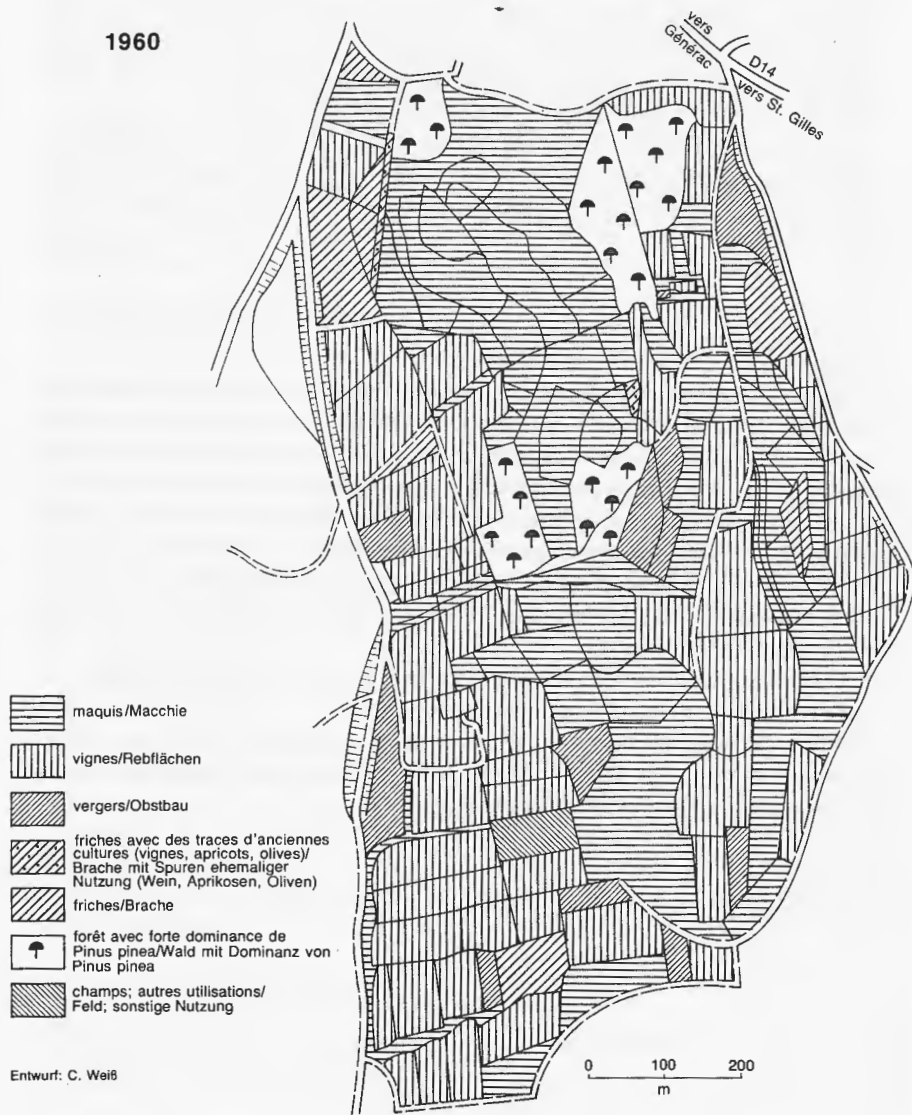 1960
vers
Générac
D14
vers St. Gilles
maquis/Macchie
vignes/Rebflächen
vergers/Obstbau
friches avec des traces d'anciennes
cultures (vignes, apricots, olives)/
Brache mit Spuren ehemaliger
Nutzung (Wein, Aprikosen, Oliven)
friches/Brache
forêt avec forte dominance de
Pinus pinea/Wald mit Dominanz von
Pinus pinea
champs; autres utilisations/
Feld; sonstige Nutzung
Entwurf: C. Weiß
0 100 200
m